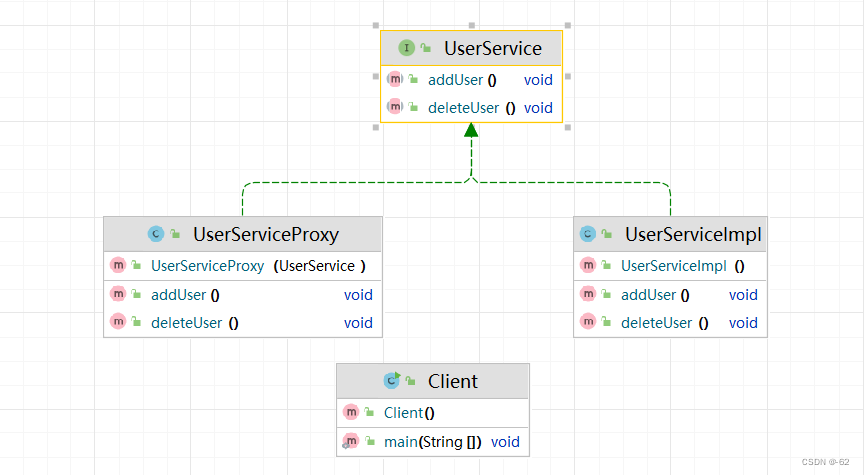 UserService
addUser () void
deleteUser () void
UserServiceProxy
UserServiceProxy (UserService )
addUser () void
deleteUser () void
UserServiceImpl
UserServiceImpl ()
addUser () void
deleteUser () void
Client
Client()
main(String []) void
CSDN @-62